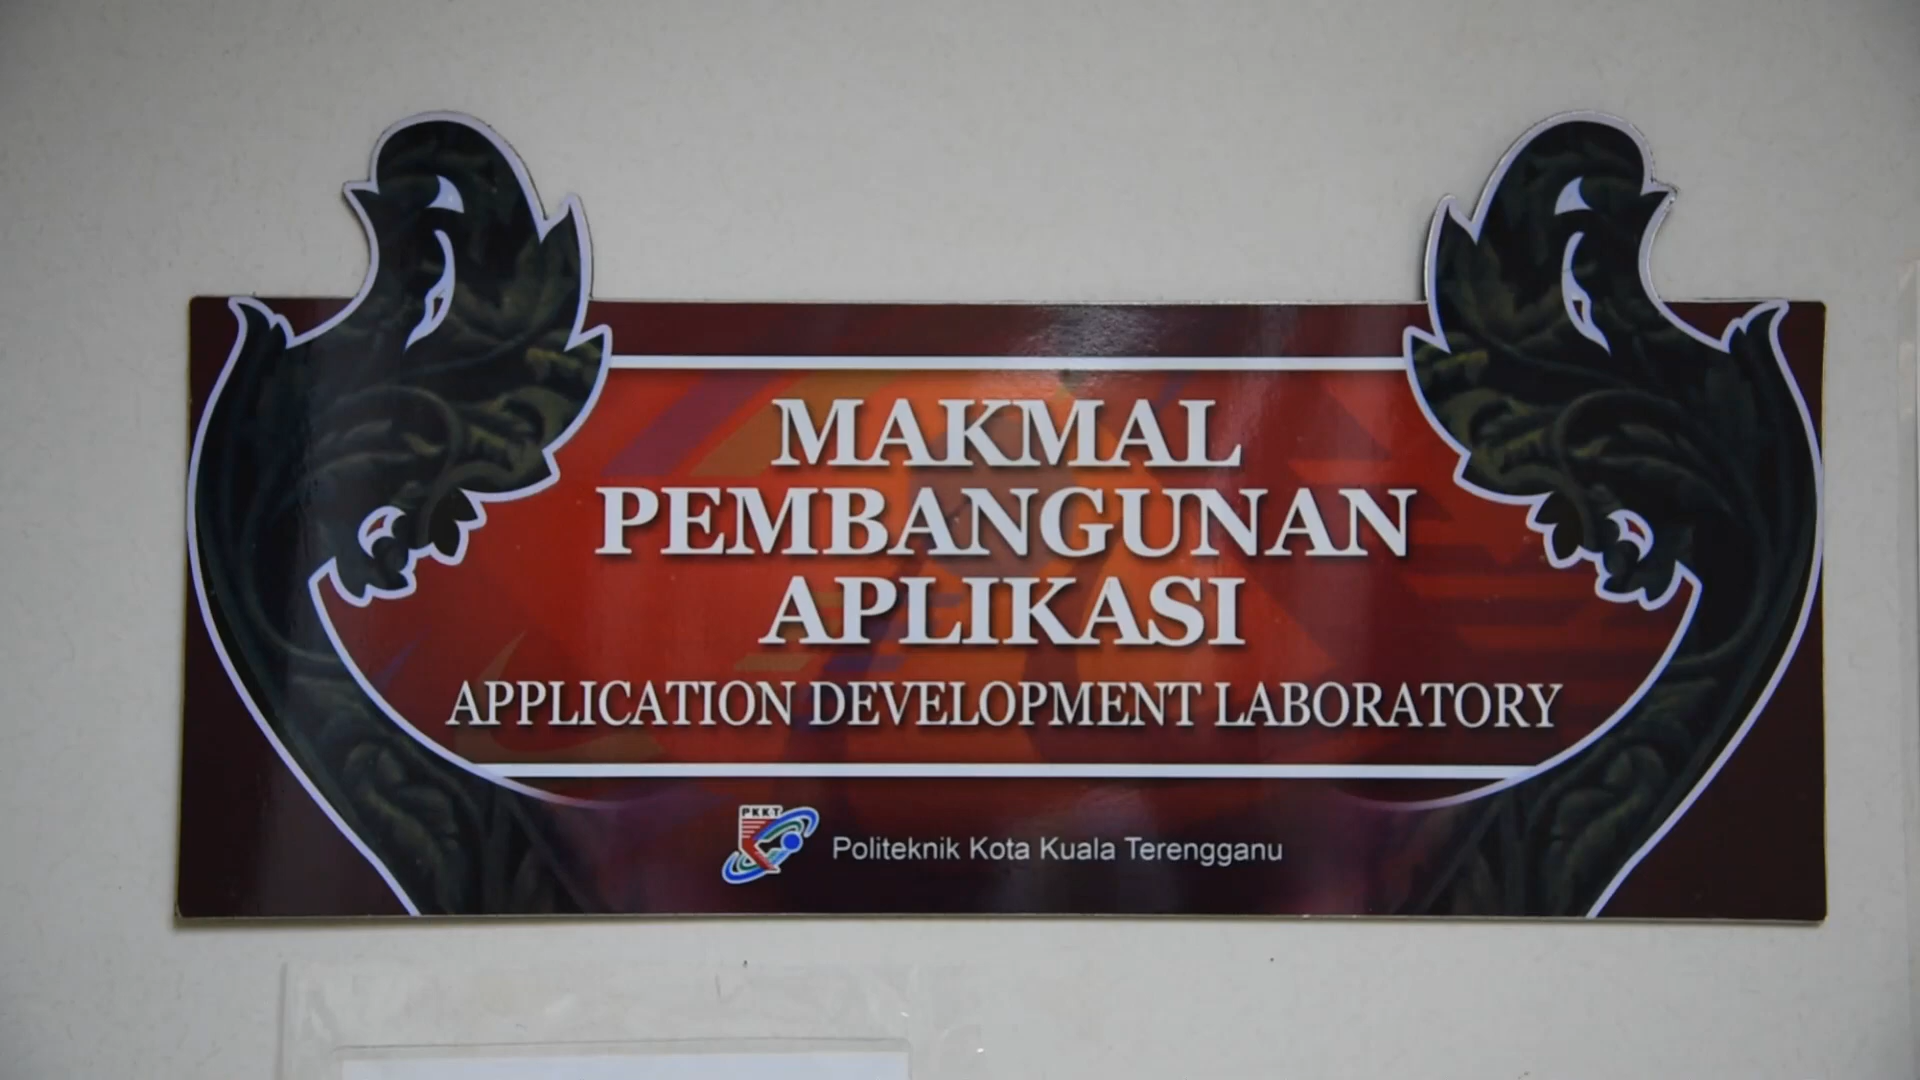 MAKMAL
PEMBANGUNAN
APLIKASI
APPLICATION DEVELOPMENT LABORATORY
PKKT
Politeknik Kota Kuala Terengganu